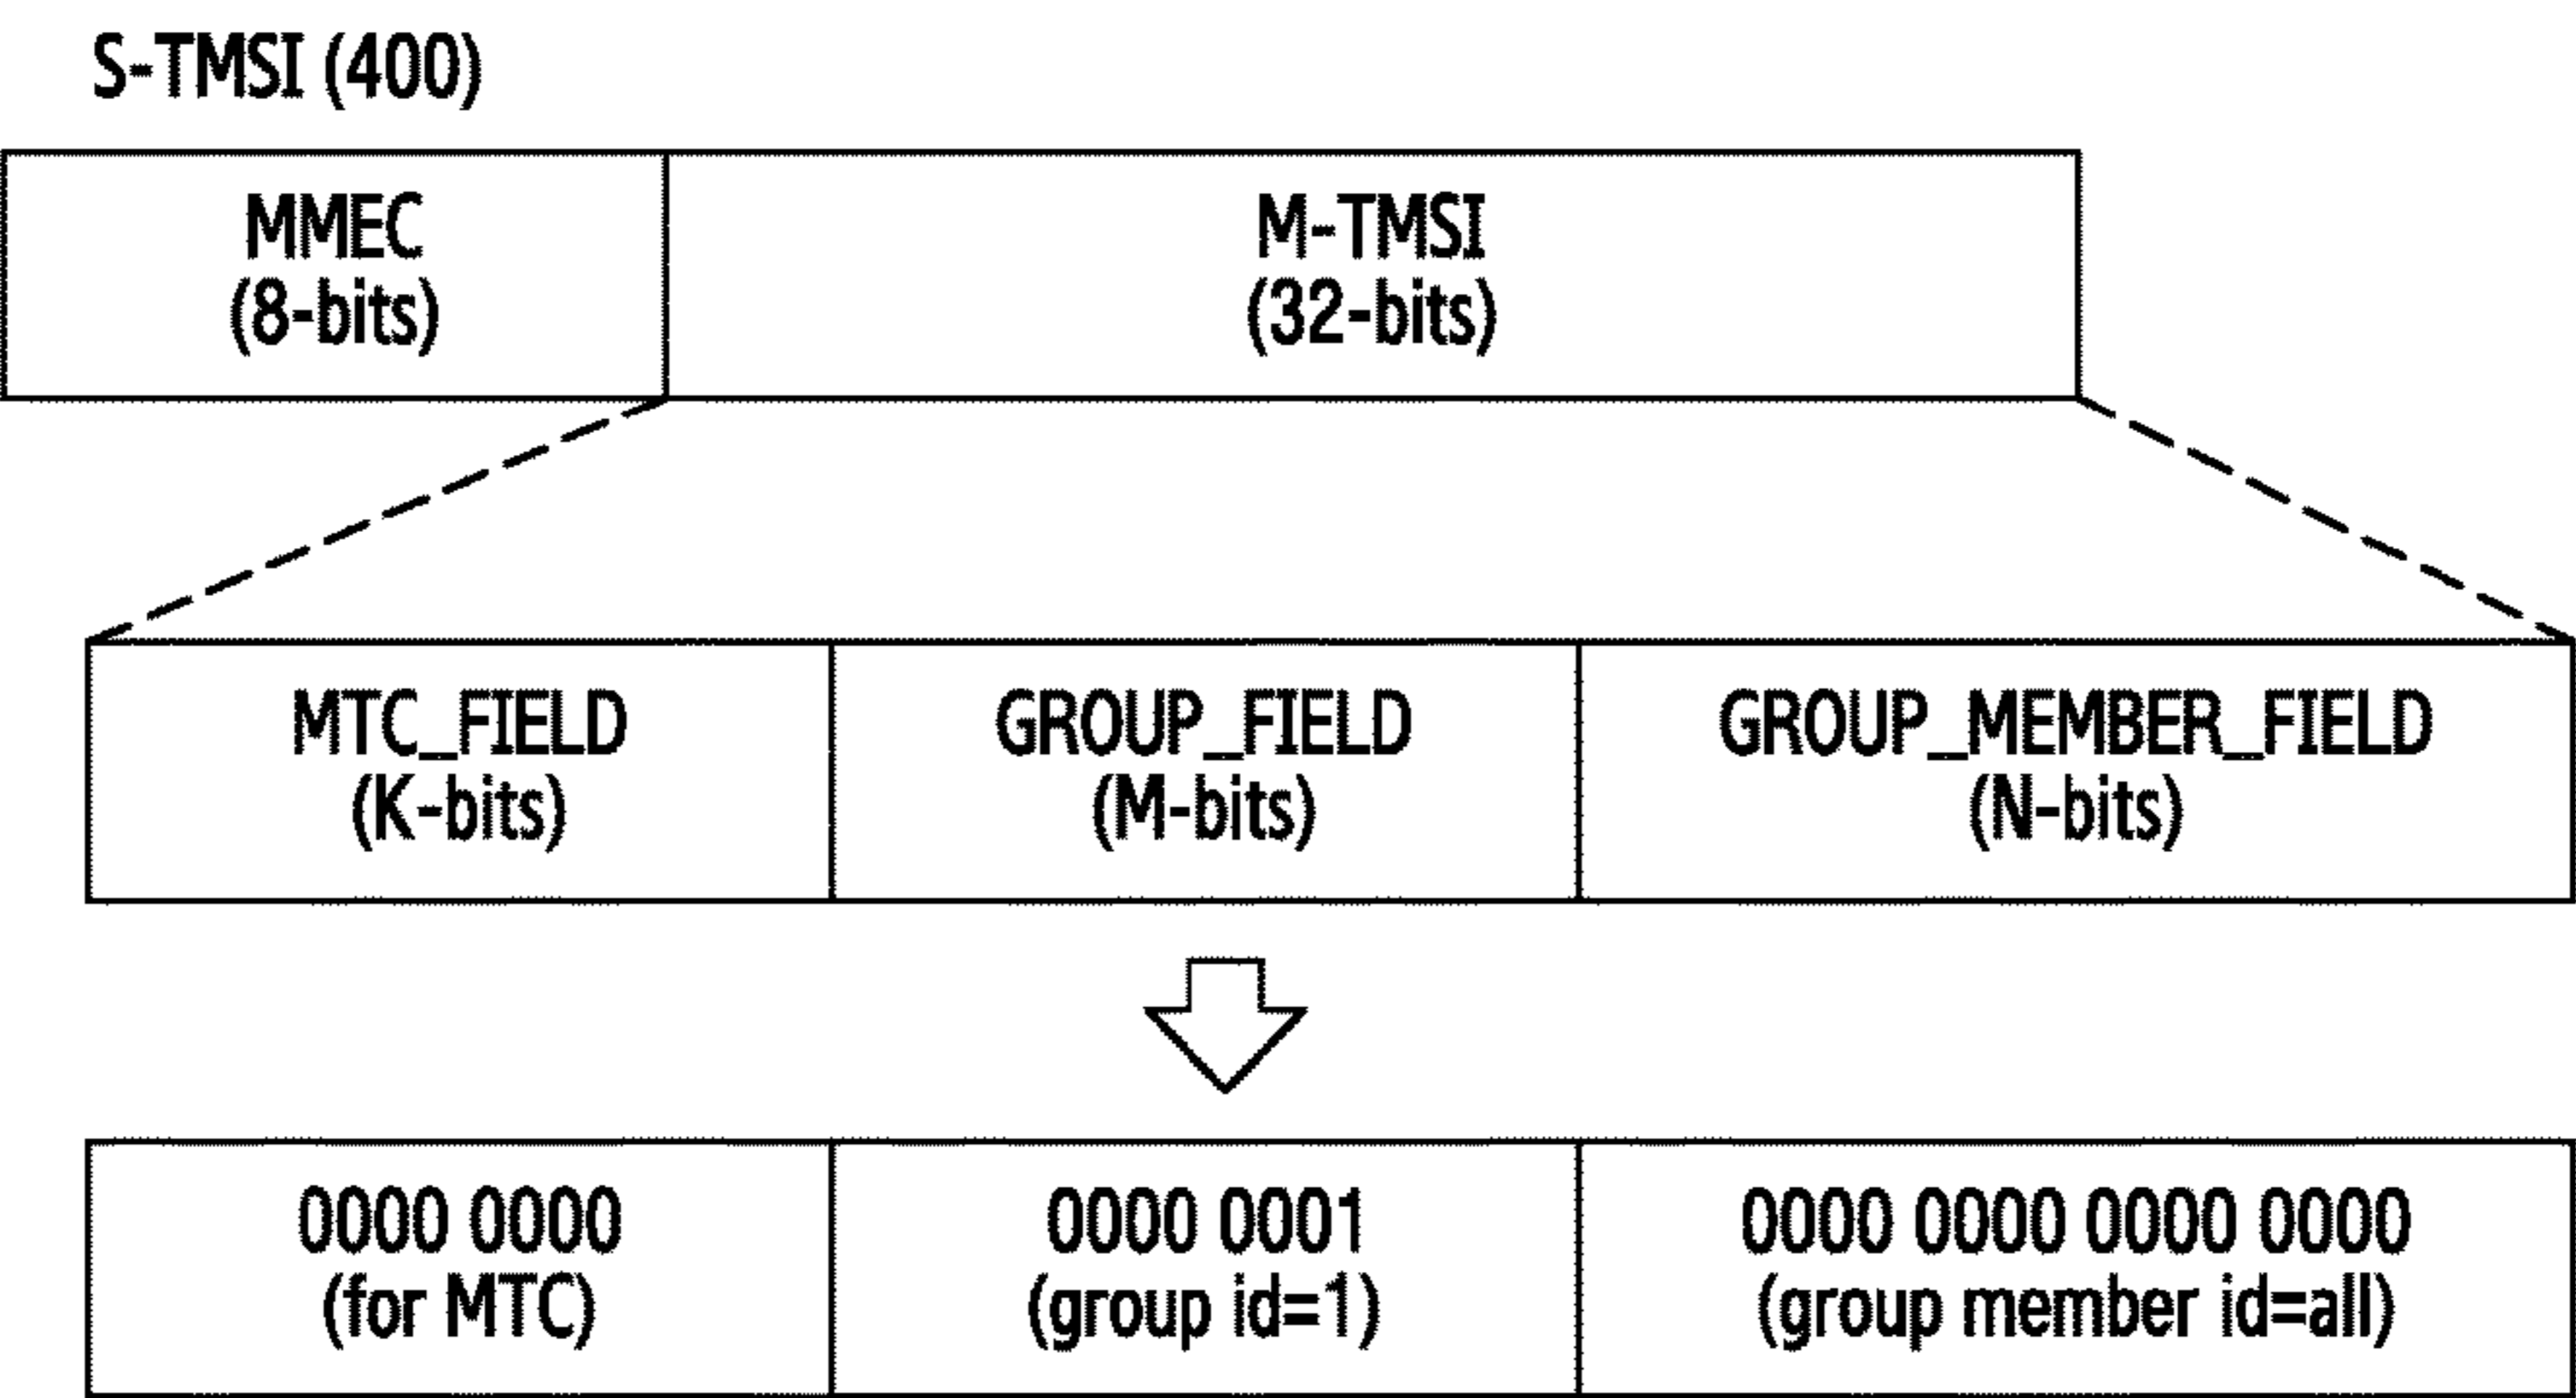 S-TMSI (400)
MMEC
(8-bits)
M-TMSI
(32-bits)
MTC_FIELD
(K-bits)
GROUP_FIELD
(M-bits)
GROUP_MEMBER_FIELD
(N-bits)
0000 0000
(for MTC)
0000 0001
(group id=1)
0000 0000 0000 0000
(group member id=all)